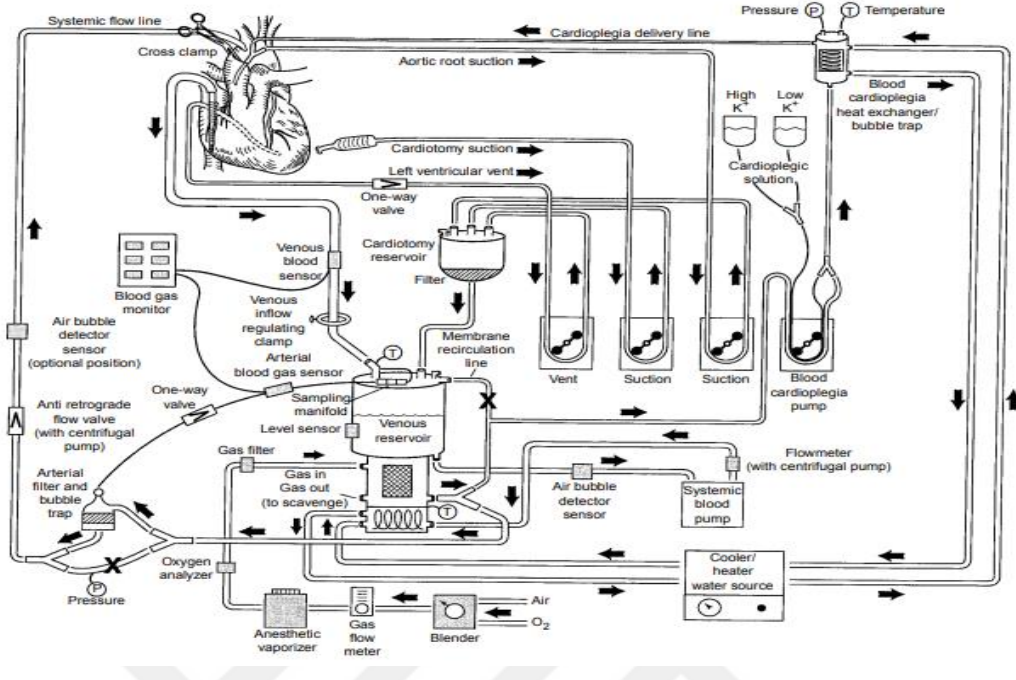 Systemic flow line
Pressure
P
T
Temperature
Cross clamp
Cardioplegia delivery line
Aortic root suction
Blood
cardioplegia
heat exchanger/
bubble trap
High
K+
Low
K+
Cardioplegic
solution
Cardiotomy suction
Left ventricular vent
One-way
valve
Cardiotomy
reservoir
Filter
Venous
blood
sensor
Blood gas
monitor
Venous
inflow
regulating
clamp
Membrane
recirculation
line
Air bubble
detector
sensor
(optional position)
T
Arterial
blood gas sensor
Vent
Suction
Suction
Blood
cardioplegia
pump
One-way
valve
Sampling
manifold
Level sensor
Venous
reservoir
X
Anti retrograde
flow valve
(with centrifugal
pump)
Gas filter
Gas in
Gas out
(to scavenge)
Flowmeter
(with centrifugal pump)
Air bubble
detector
sensor
Systemic
blood
pump
Arterial
filter and
bubble
trap
T
X
P
Pressure
Oxygen
analyzer
Cooler/
heater
water source
Anesthetic
vaporizer
Gas
flow
meter
Blender
Air
O2